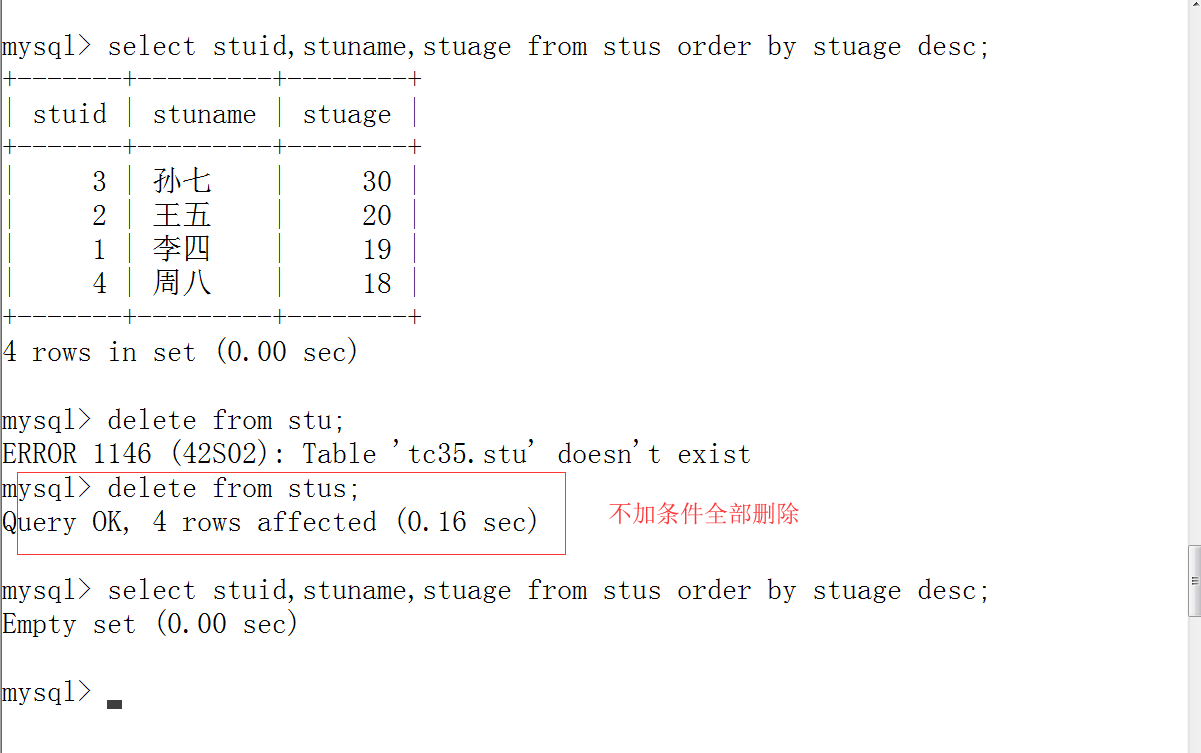 mysql> select stuid,stuname,stuage from stus order by stuage desc;
+-------+---------+--------+
| stuid | stuname | stuage |
+-------+---------+--------+
|     3 | 孙七    |     30 |
|     2 | 王五    |     20 |
|     1 | 李四    |     19 |
|     4 | 周八    |     18 |
+-------+---------+--------+
4 rows in set (0.00 sec)
mysql> delete from stu;
ERROR 1146 (42S02): Table 'tc35.stu' doesn't exist
mysql> delete from stus;
Query OK, 4 rows affected (0.16 sec)
不加条件全部删除
mysql> select stuid,stuname,stuage from stus order by stuage desc;
Empty set (0.00 sec)
mysql>